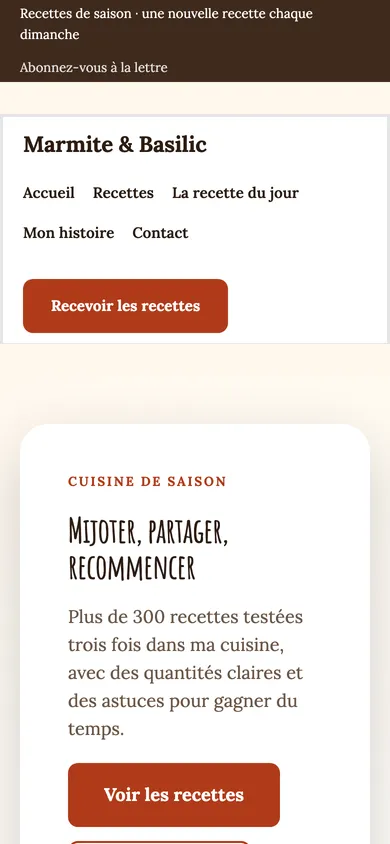 Recettes de saison · une nouvelle recette chaque
dimanche
Abonnez-vous à la lettre
Marmite & Basilic
Accueil Recettes La recette du jour
Mon histoire Contact
Recevoir les recettes
CUISINE DE SAISON
Mijoter, partager,
recommencer
Plus de 300 recettes testées
trois fois dans ma cuisine,
avec des quantités claires et
des astuces pour gagner du
temps.
Voir les recettes